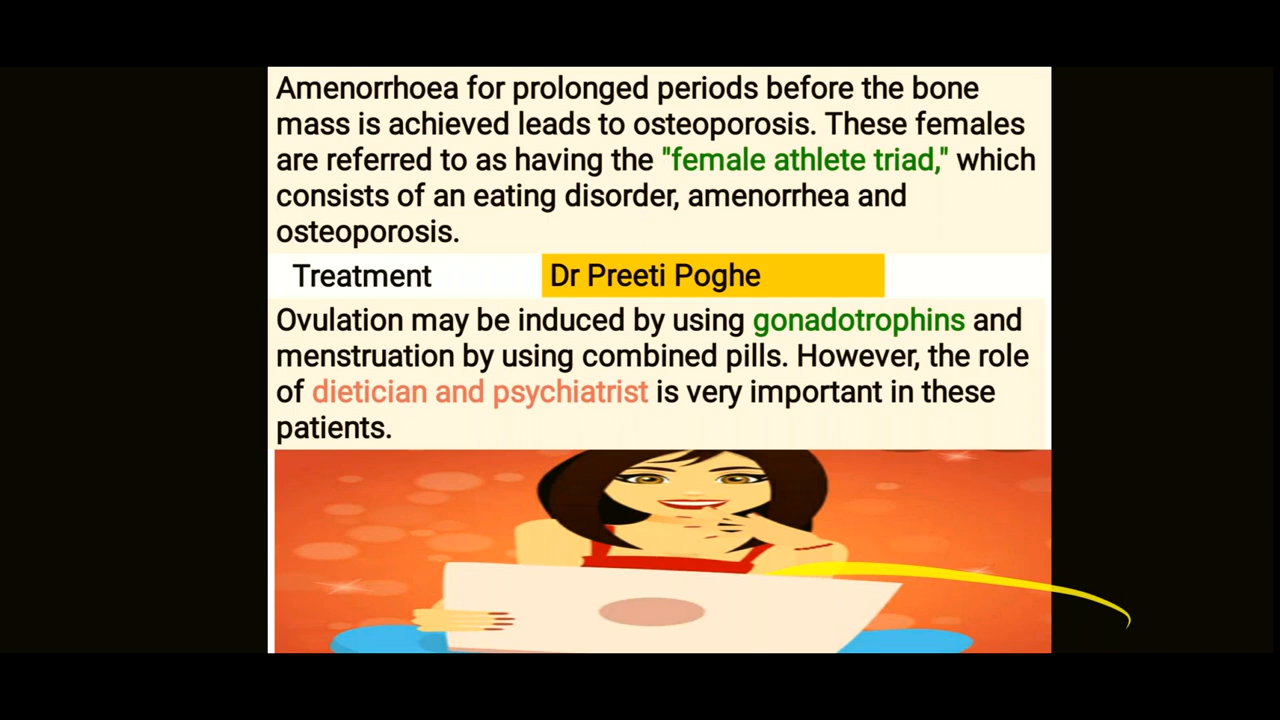 Amenorrhoea for prolonged periods before the bone
mass is achieved leads to osteoporosis. These females
are referred to as having the "female athlete triad," which
consists of an eating disorder, amenorrhea and
osteoporosis.
Treatment Dr Preeti Poghe
Ovulation may be induced by using gonadotrophins and
menstruation by using combined pills. However, the role
of dietician and psychiatrist is very important in these
patients.